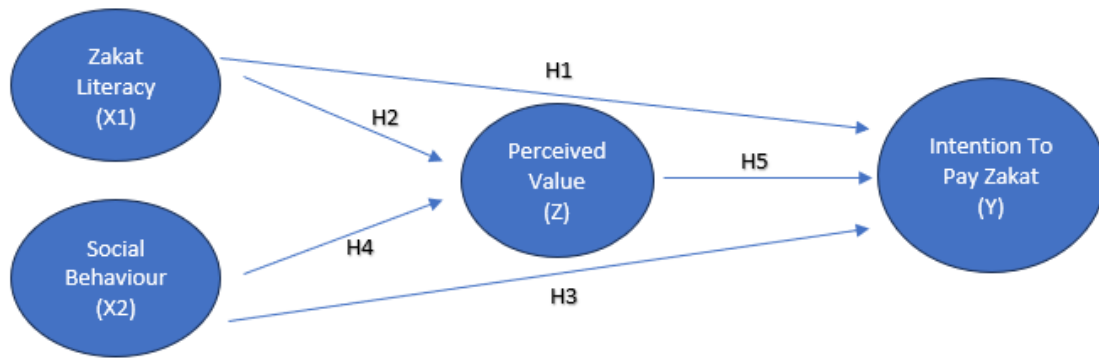 Zakat
Literacy
(X1)
H1
H2
Perceived
Value
(Z)
H5
Intention To
Pay Zakat
(Y)
Social
Behaviour
(X2)
H4
H3